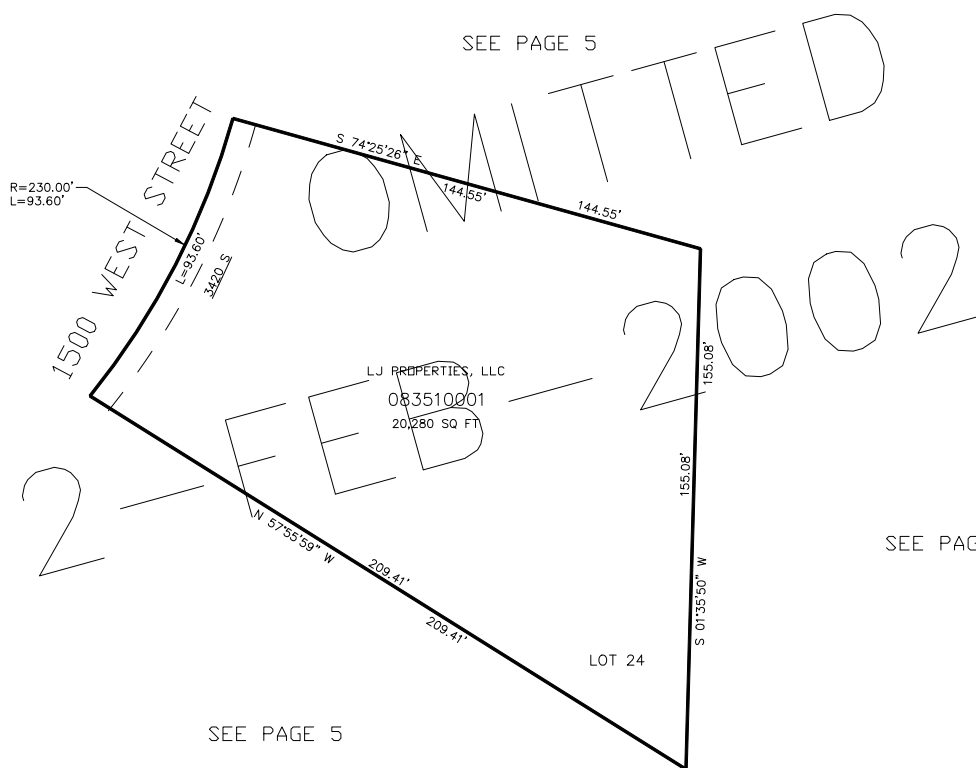 SEE PAGE 5
OMITTED
S 74°25'26" E
144.55'
144.55'
1500 WEST STREET
R=230.00'
L=93.60'
L=93.60'
3420 S
2-FEB-2002
LJ PROPERTIES, LLC
083510001
20,280 SQ FT
155.08'
155.08'
S 01°35'50" W
N 57°55'59" W
209.41'
209.41'
SEE PAG
LOT 24
SEE PAGE 5